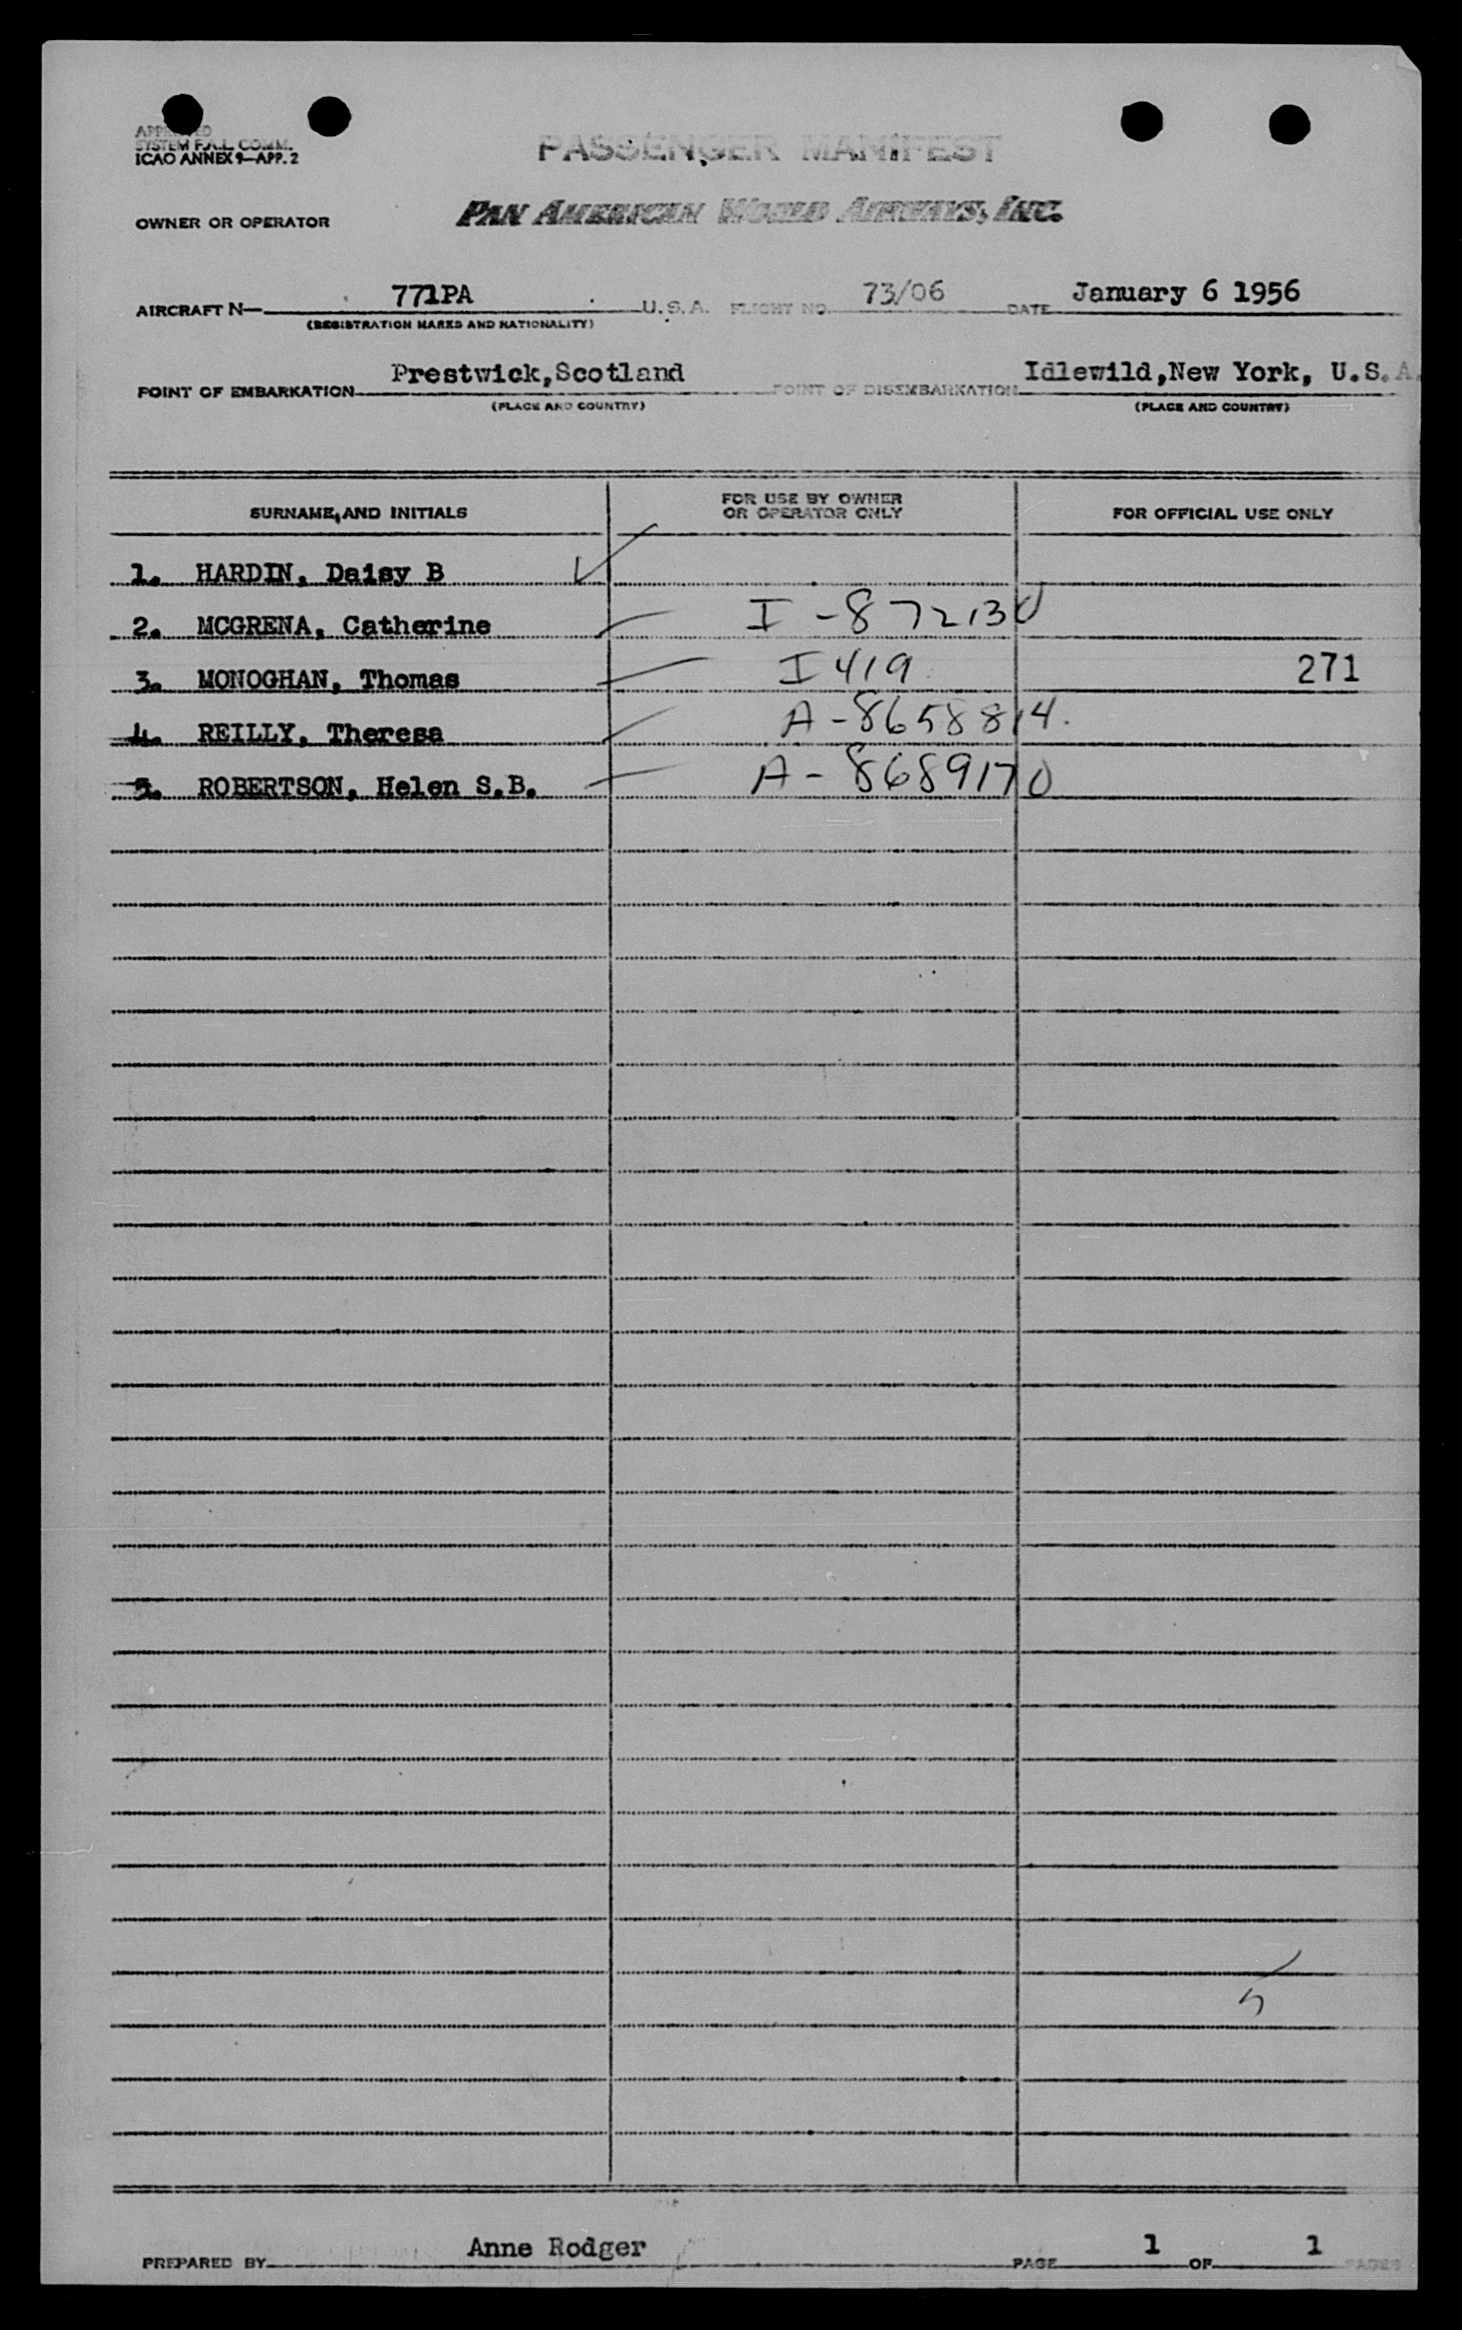 APPROVED
SYSTEM F.A.L. COMM.
ICAO ANNEX 9—APP. 2
PASSENGER MANIFEST
OWNER OR OPERATOR PAN AMERICAN WORLD AIRWAYS, INC.
AIRCRAFT N— 771PA U.S.A. FLIGHT NO. 73/06 DATE January 6 1956
(REGISTRATION MARKS AND NATIONALITY)
POINT OF EMBARKATION Prestwick,Scotland POINT OF DISEMBARKATION Idlewild,New York, U.S.A.
(PLACE AND COUNTRY) (PLACE AND COUNTRY)
SURNAME, AND INITIALS FOR USE BY OWNER OR OPERATOR ONLY FOR OFFICIAL USE ONLY
1. HARDIN, Daisy B
2. MCGRENA, Catherine I -872130
3. MONOGHAN, Thomas I 419 271
4. REILLY, Theresa A-8658814.
5. ROBERTSON, Helen S.B. A-8689170
5
PREPARED BY Anne Rodger PAGE 1 OF 1 PAGES